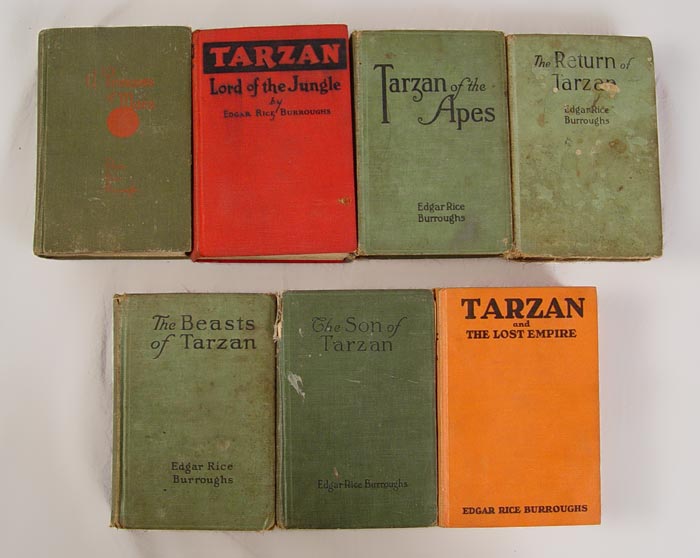 TARZAN
Lord of the Jungle
by
EDGAR RICE BURROUGHS
Tarzan of the
Apes
Edgar Rice
Burroughs
The Return of
Tarzan
Edgar Rice
Burroughs
The Beasts
of Tarzan
Edgar Rice
Burroughs
The Son of
Tarzan
Edgar Rice Burroughs
TARZAN
and
THE LOST EMPIRE
EDGAR RICE BURROUGHS